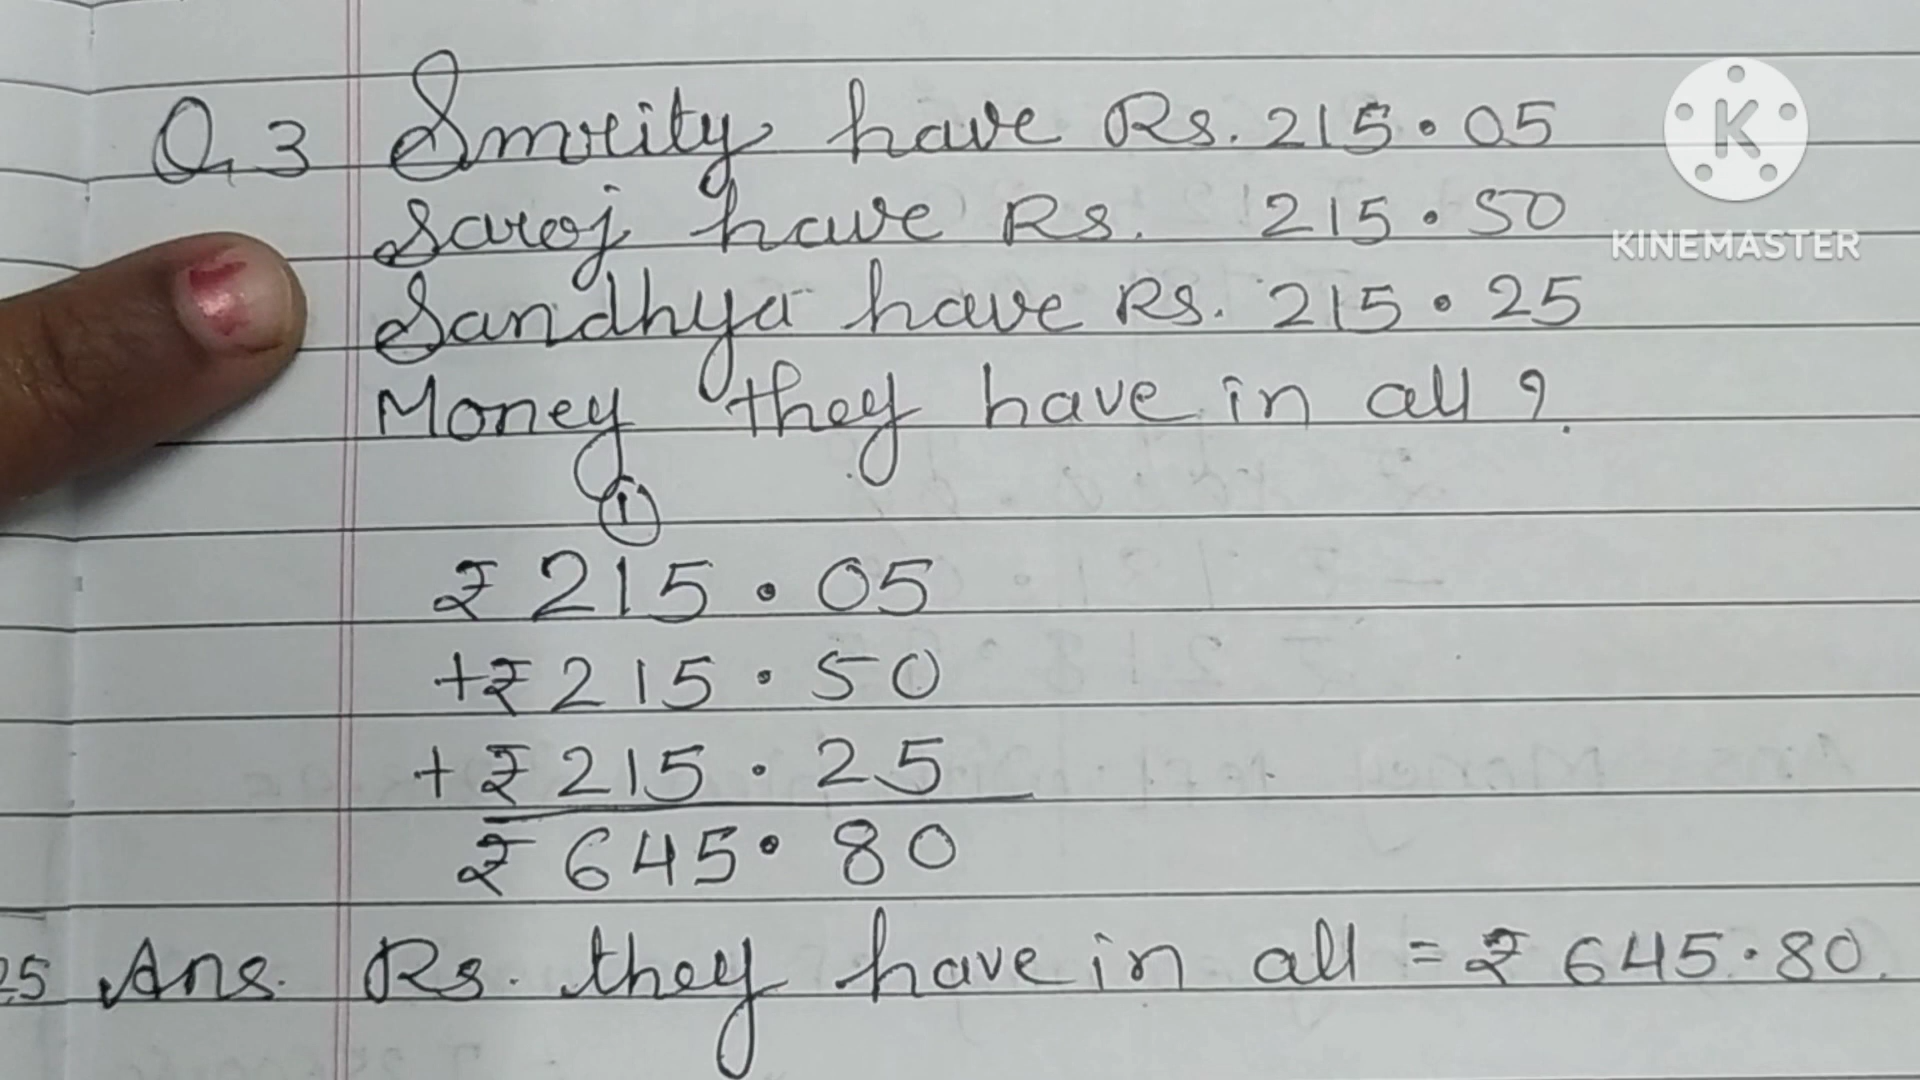 Q.3 Smrity have Rs. 215.05
Saroj have Rs. 215.50
Sandhya have Rs. 215.25
Money they have in all ?
1
₹ 215.05
+₹ 215.50
+ ₹ 215.25
₹ 645.80
25 Ans. Rs. they have in all = ₹ 645.80.
K
KINEMASTER